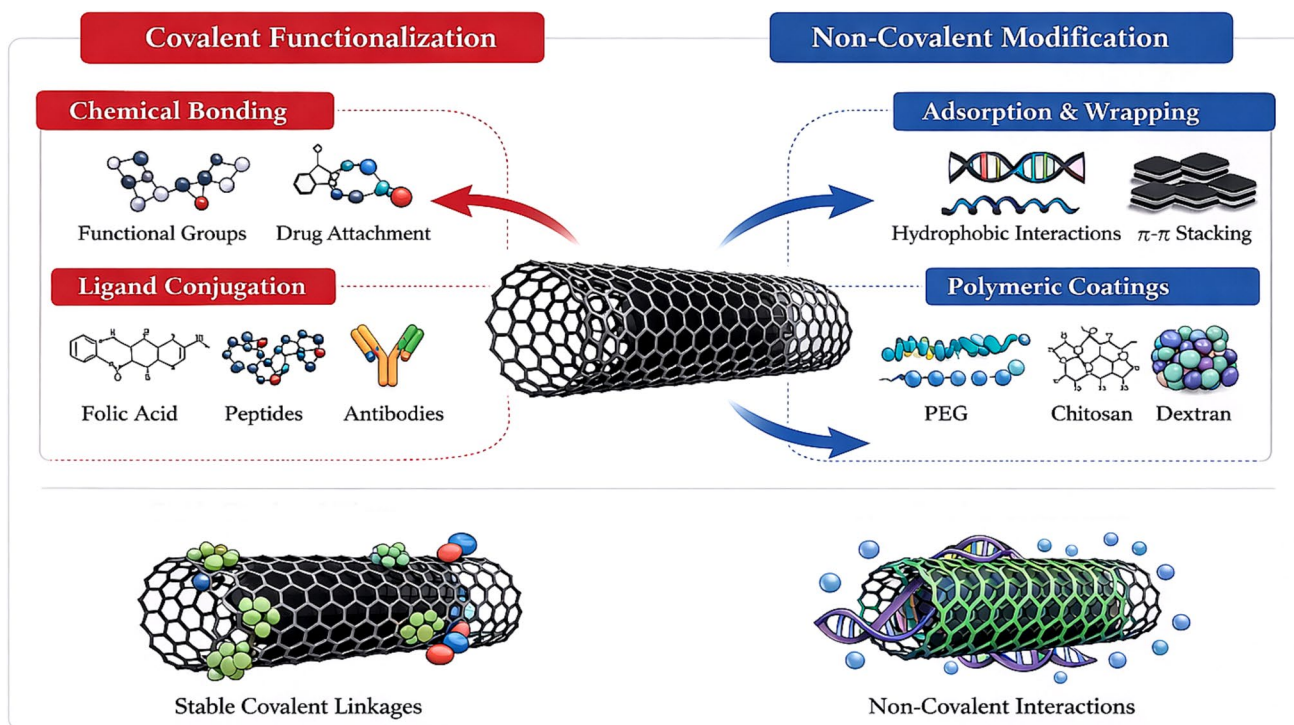 Covalent Functionalization
Non-Covalent Modification
Chemical Bonding
Functional Groups
Drug Attachment
Ligand Conjugation
Folic Acid
Peptides
Antibodies
Adsorption & Wrapping
Hydrophobic Interactions
π-π Stacking
Polymeric Coatings
PEG
Chitosan
Dextran
Stable Covalent Linkages
Non-Covalent Interactions